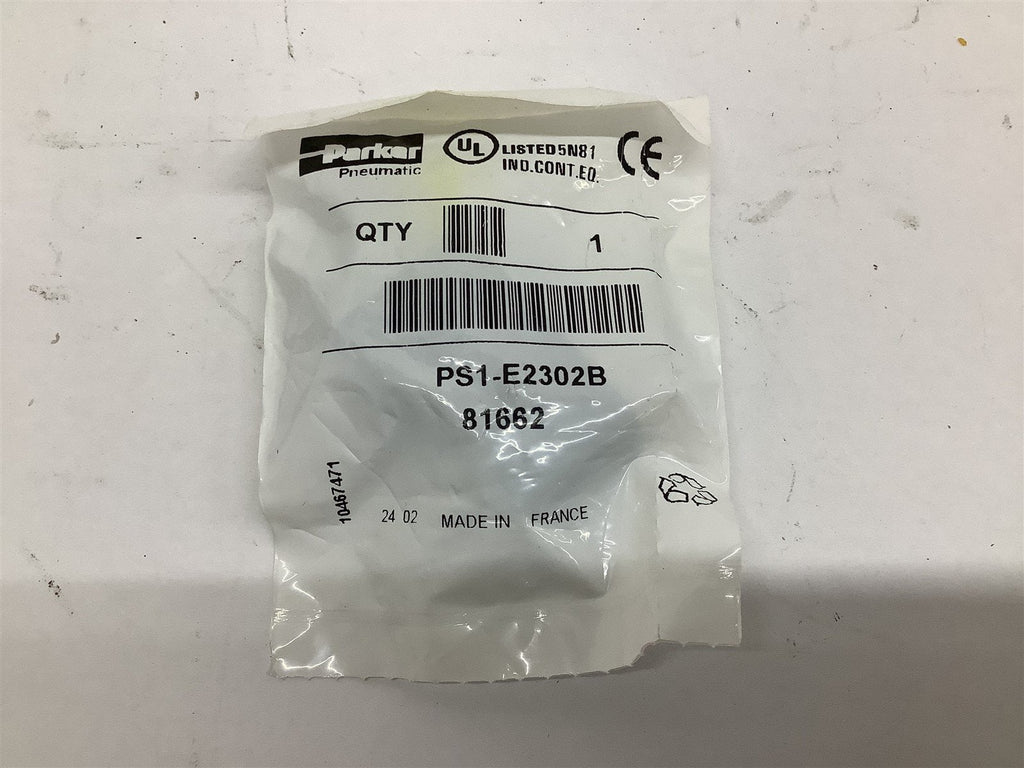 Parker
Pneumatic
UL LISTED 5N81
IND.CONT.EQ.
CE
QTY 1
PS1-E2302B
81662
10467471
24 02 MADE IN FRANCE